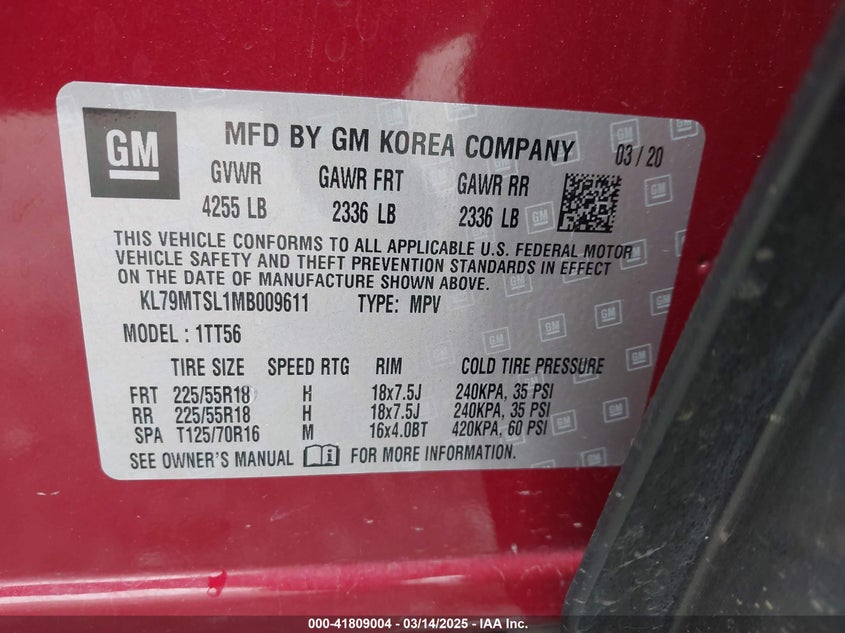 GM
MFD BY GM KOREA COMPANY 03/20
GVWR GAWR FRT GAWR RR
4255 LB 2336 LB 2336 LB
THIS VEHICLE CONFORMS TO ALL APPLICABLE U.S. FEDERAL MOTOR
VEHICLE SAFETY AND THEFT PREVENTION STANDARDS IN EFFECT
ON THE DATE OF MANUFACTURE SHOWN ABOVE.
KL79MTSL1MB009611 TYPE: MPV
MODEL : 1TT56
TIRE SIZE SPEED RTG RIM COLD TIRE PRESSURE
FRT 225/55R18 H 18x7.5J 240KPA, 35 PSI
RR 225/55R18 H 18x7.5J 240KPA, 35 PSI
SPA T125/70R16 M 16x4.0BT 420KPA, 60 PSI
SEE OWNER'S MANUAL FOR MORE INFORMATION.
000-41809004 - 03/14/2025 - IAA Inc.